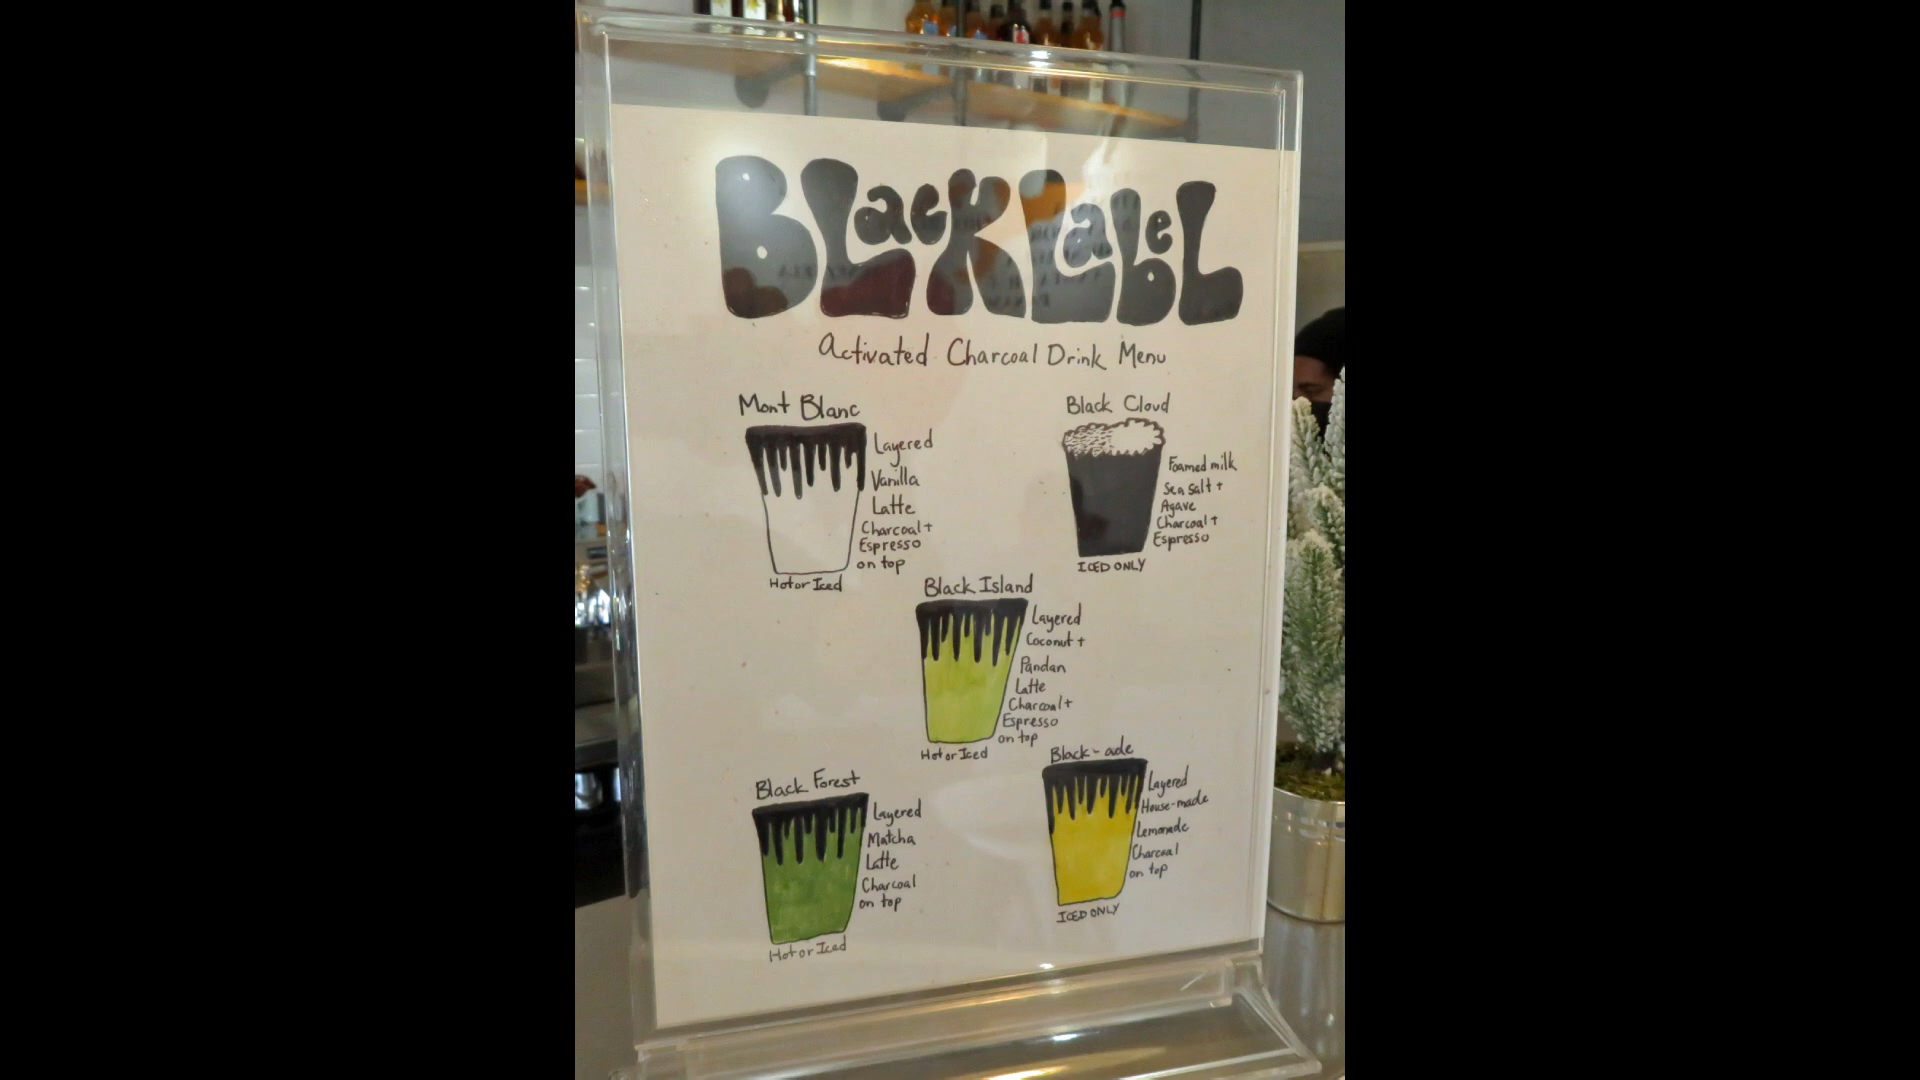 Black Label
Activated Charcoal Drink Menu
Mont Blanc
Layered
Vanilla
Latte
Charcoal +
Espresso
on top
Hot or Iced
Black Cloud
Foamed milk
Sea salt +
Agave
Charcoal +
Espresso
ICED ONLY
Black Island
Layered
Coconut +
Pandan
Latte
Charcoal +
Espresso
on top
Hot or Iced
Black Forest
Layered
Matcha
Latte
Charcoal
on top
Hot or Iced
Black-ade
Layered
House-made
Lemonade
Charcoal
on top
ICED ONLY